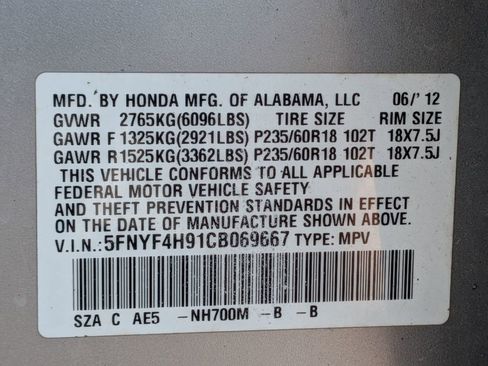 MFD. BY HONDA MFG. OF ALABAMA, LLC 06/'12
GVWR 2765KG(6096LBS) TIRE SIZE RIM SIZE
GAWR F 1325KG(2921LBS) P235/60R18 102T 18X7.5J
GAWR R 1525KG(3362LBS) P235/60R18 102T 18X7.5J
THIS VEHICLE CONFORMS TO ALL APPLICABLE
FEDERAL MOTOR VEHICLE SAFETY
AND THEFT PREVENTION STANDARDS IN EFFECT
ON THE DATE OF MANUFACTURE SHOWN ABOVE.
V.I.N.: 5FNYF4H91CB069667 TYPE: MPV
SZA C AE5 -NH700M -B -B